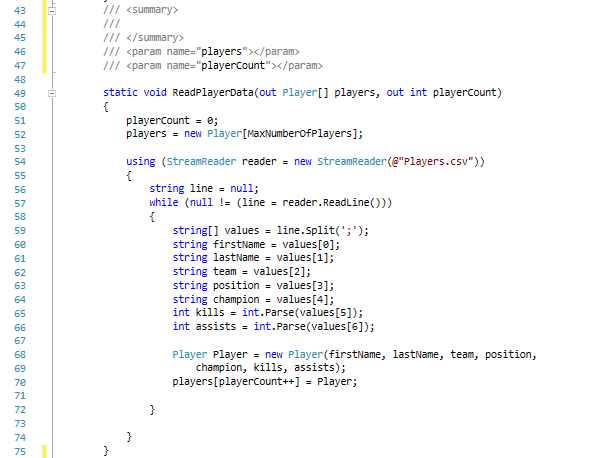 43 /// <summary>
44 ///
45 /// </summary>
46 /// <param name="players"></param>
47 /// <param name="playerCount"></param>
48
49 static void ReadPlayerData(out Player[] players, out int playerCount)
50 {
51 playerCount = 0;
52 players = new Player[MaxNumberOfPlayers];
53
54 using (StreamReader reader = new StreamReader(@"Players.csv"))
55 {
56 string line = null;
57 while (null != (line = reader.ReadLine()))
58 {
59 string[] values = line.Split(';');
60 string firstName = values[0];
61 string lastName = values[1];
62 string team = values[2];
63 string position = values[3];
64 string champion = values[4];
65 int kills = int.Parse(values[5]);
66 int assists = int.Parse(values[6]);
67
68 Player Player = new Player(firstName, lastName, team, position,
69 champion, kills, assists);
70 players[playerCount++] = Player;
71
72 }
73
74 }
75 }